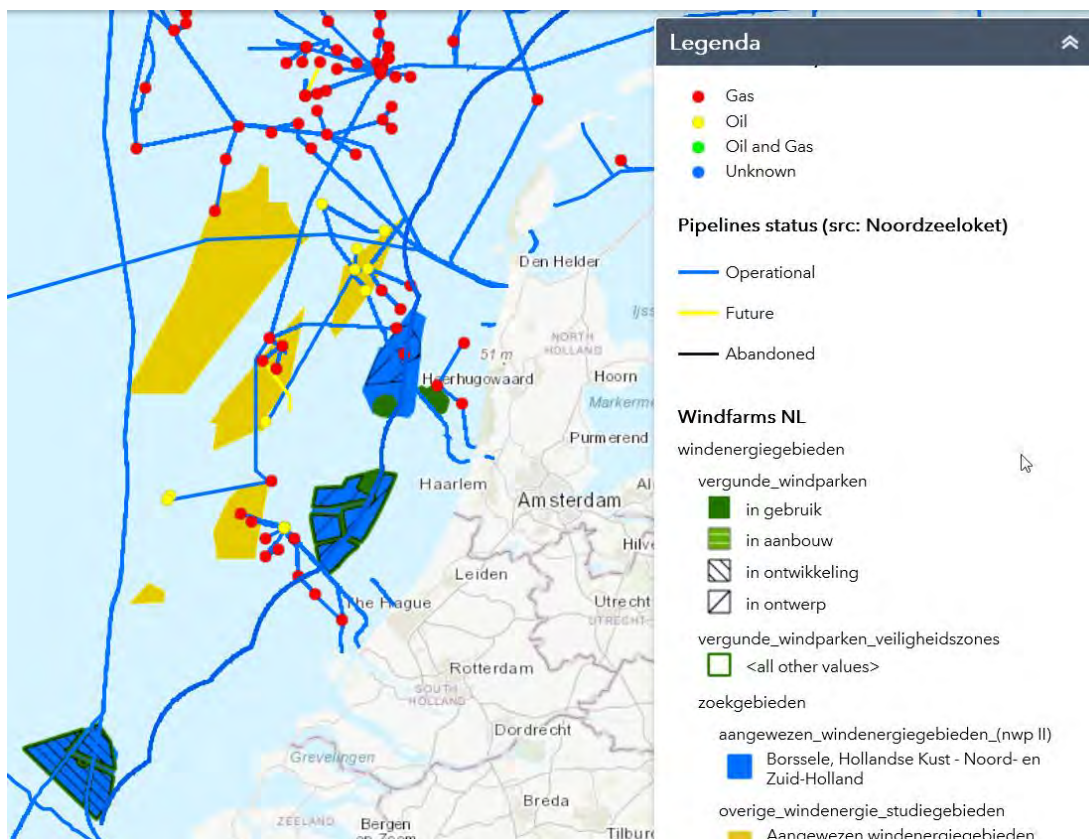 Legenda
Gas
Oil
Oil and Gas
Unknown
Pipelines status (src: Noordzeeloket)
Operational
Future
Abandoned
Windfarms NL
windenergiegebieden
vergunde_windparken
in gebruik
in aanbouw
in ontwikkeling
in ontwerp
vergunde_windparken_veiligheidszones
<all other values>
zoekgebieden
aangewezen_windenergiegebieden_(nwp II)
Borssele, Hollandse Kust - Noord- en
Zuid-Holland
overige_windenergie_studiegebieden
Aangewezen windenergiegebieden
Den Helder
NORTH
HOLLAND
51 m
Heerhugowaard
Hoorn
Purmerend
Haarlem
Amsterdam
Leiden
The Hague
Utrecht
Rotterdam
SOUTH
HOLLAND
Dordrecht
Grevelingen
Breda
ZEELAND
Bergen